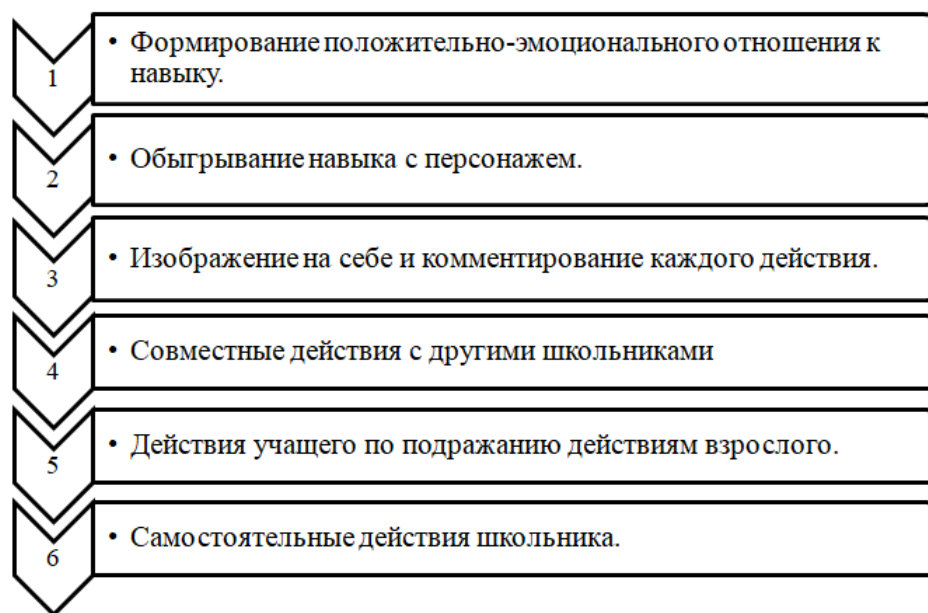 1
• Формирование положительно-эмоционального отношения к
навыку.
2
• Обыгрывание навыка с персонажем.
3
• Изображение на себе и комментирование каждого действия.
4
• Совместные действия с другими школьниками
5
• Действия учащего по подражанию действиям взрослого.
6
• Самостоятельные действия школьника.